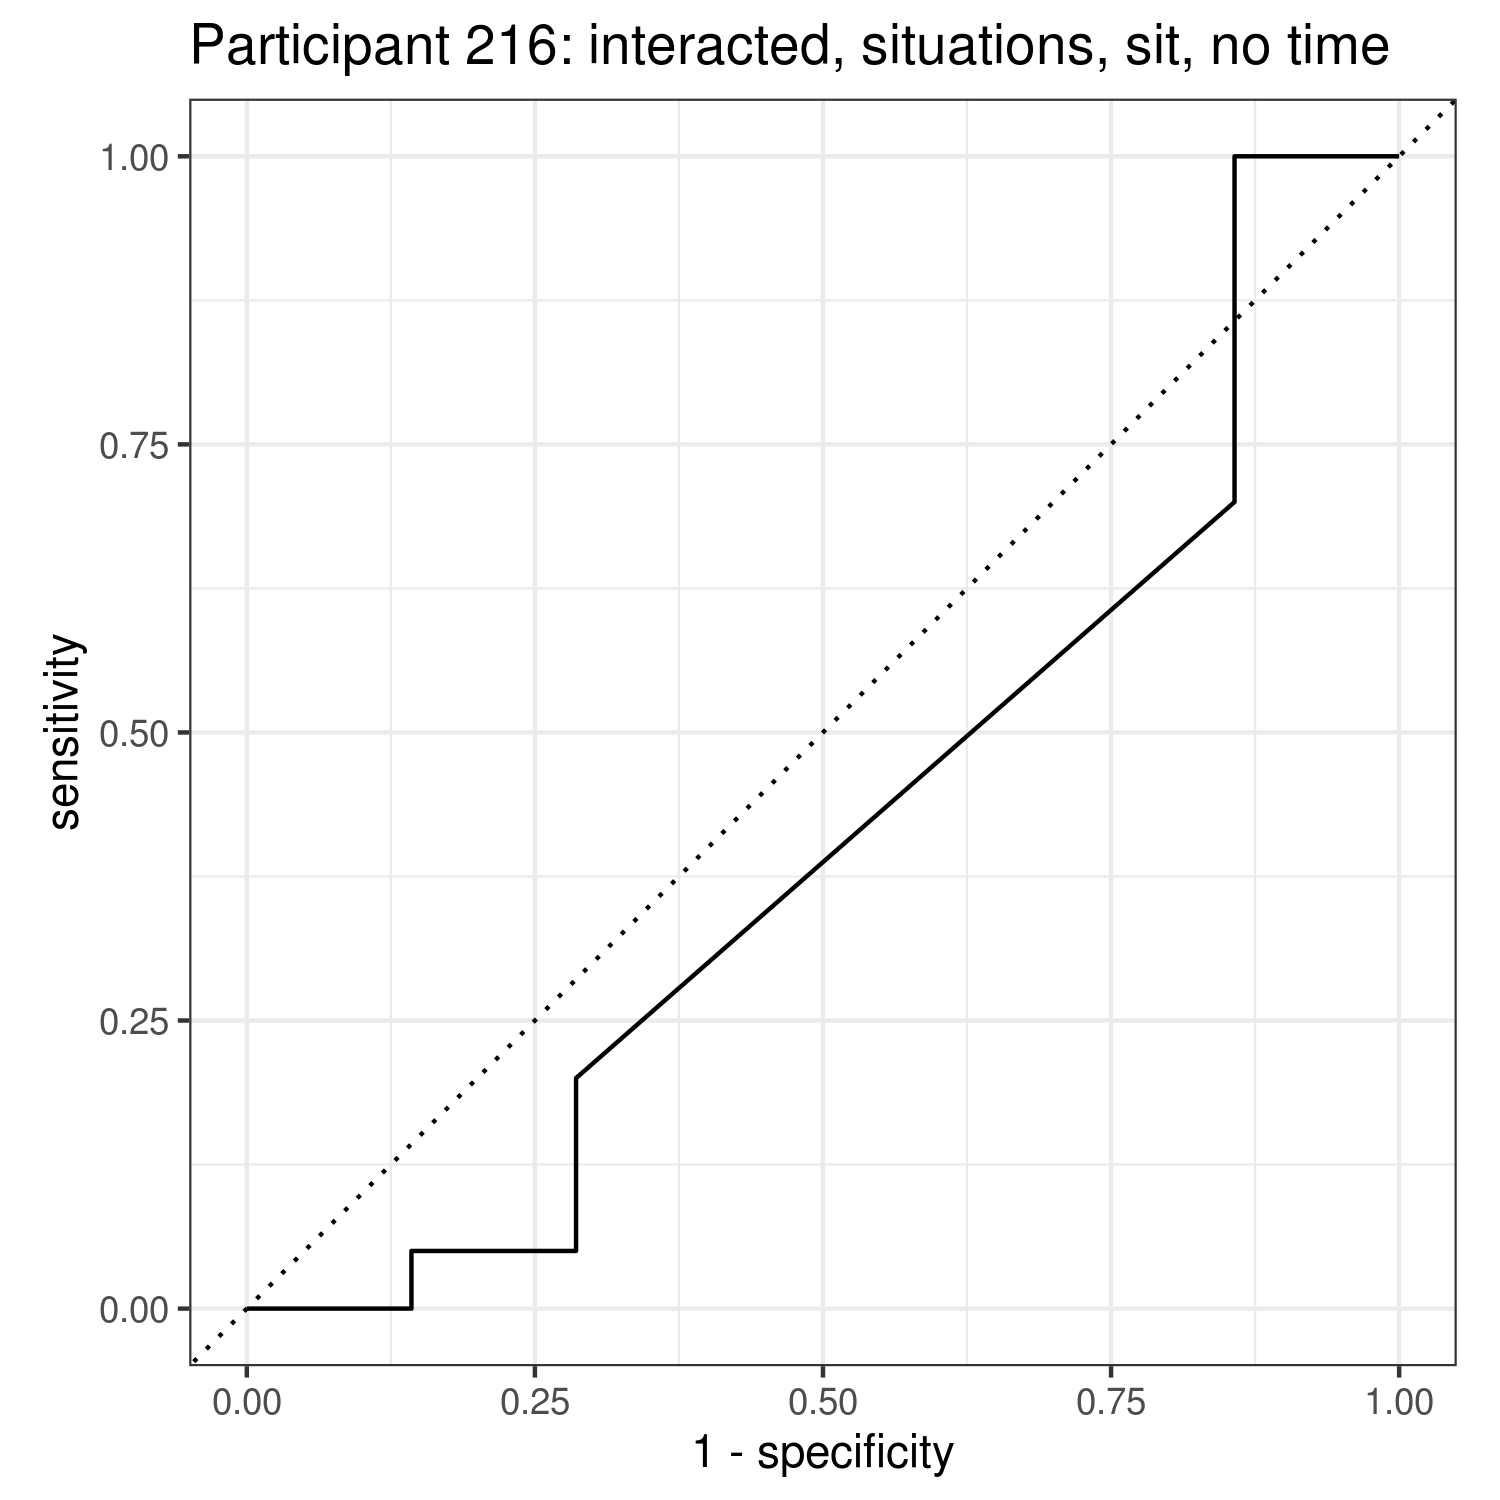 Participant 216: interacted, situations, sit, no time
sensitivity
1.00
0.75
0.50
0.25
0.00
0.00 0.25 0.50 0.75 1.00
1 - specificity